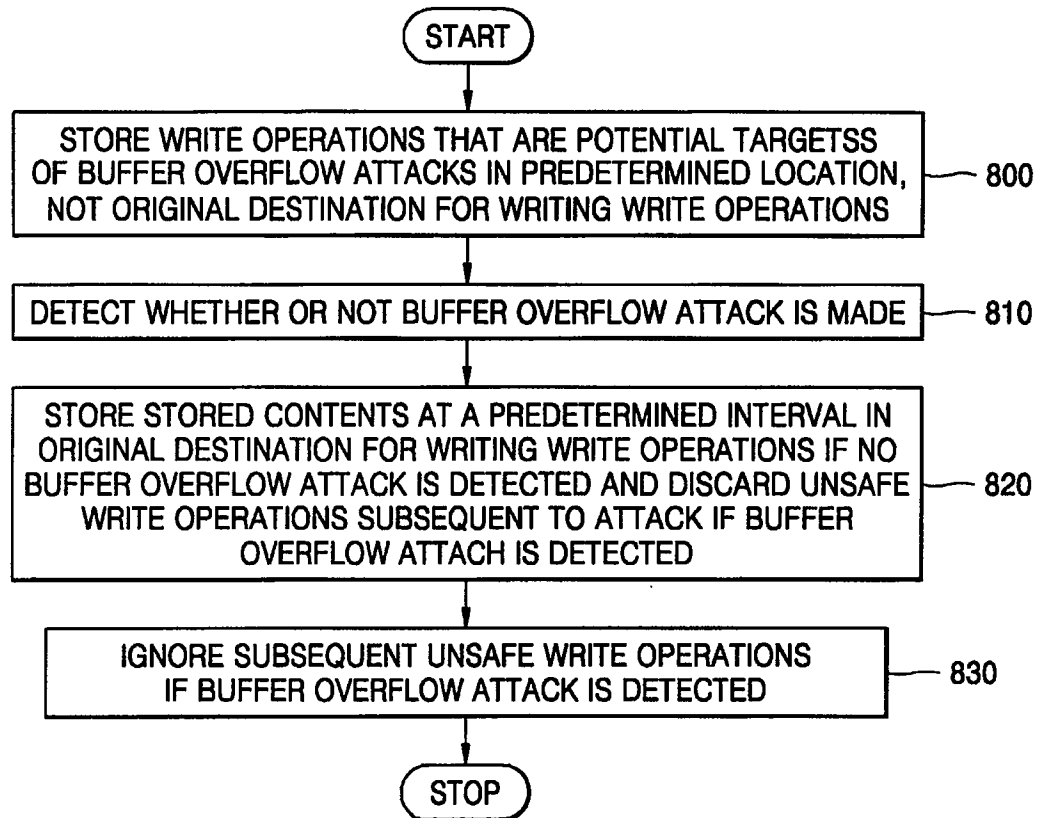 START
STORE WRITE OPERATIONS THAT ARE POTENTIAL TARGETSS
OF BUFFER OVERFLOW ATTACKS IN PREDETERMINED LOCATION,
NOT ORIGINAL DESTINATION FOR WRITING WRITE OPERATIONS
800
DETECT WHETHER OR NOT BUFFER OVERFLOW ATTACK IS MADE
810
STORE STORED CONTENTS AT A PREDETERMINED INTERVAL IN
ORIGINAL DESTINATION FOR WRITING WRITE OPERATIONS IF NO
BUFFER OVERFLOW ATTACK IS DETECTED AND DISCARD UNSAFE
WRITE OPERATIONS SUBSEQUENT TO ATTACK IF BUFFER
OVERFLOW ATTACH IS DETECTED
820
IGNORE SUBSEQUENT UNSAFE WRITE OPERATIONS
IF BUFFER OVERFLOW ATTACK IS DETECTED
830
STOP